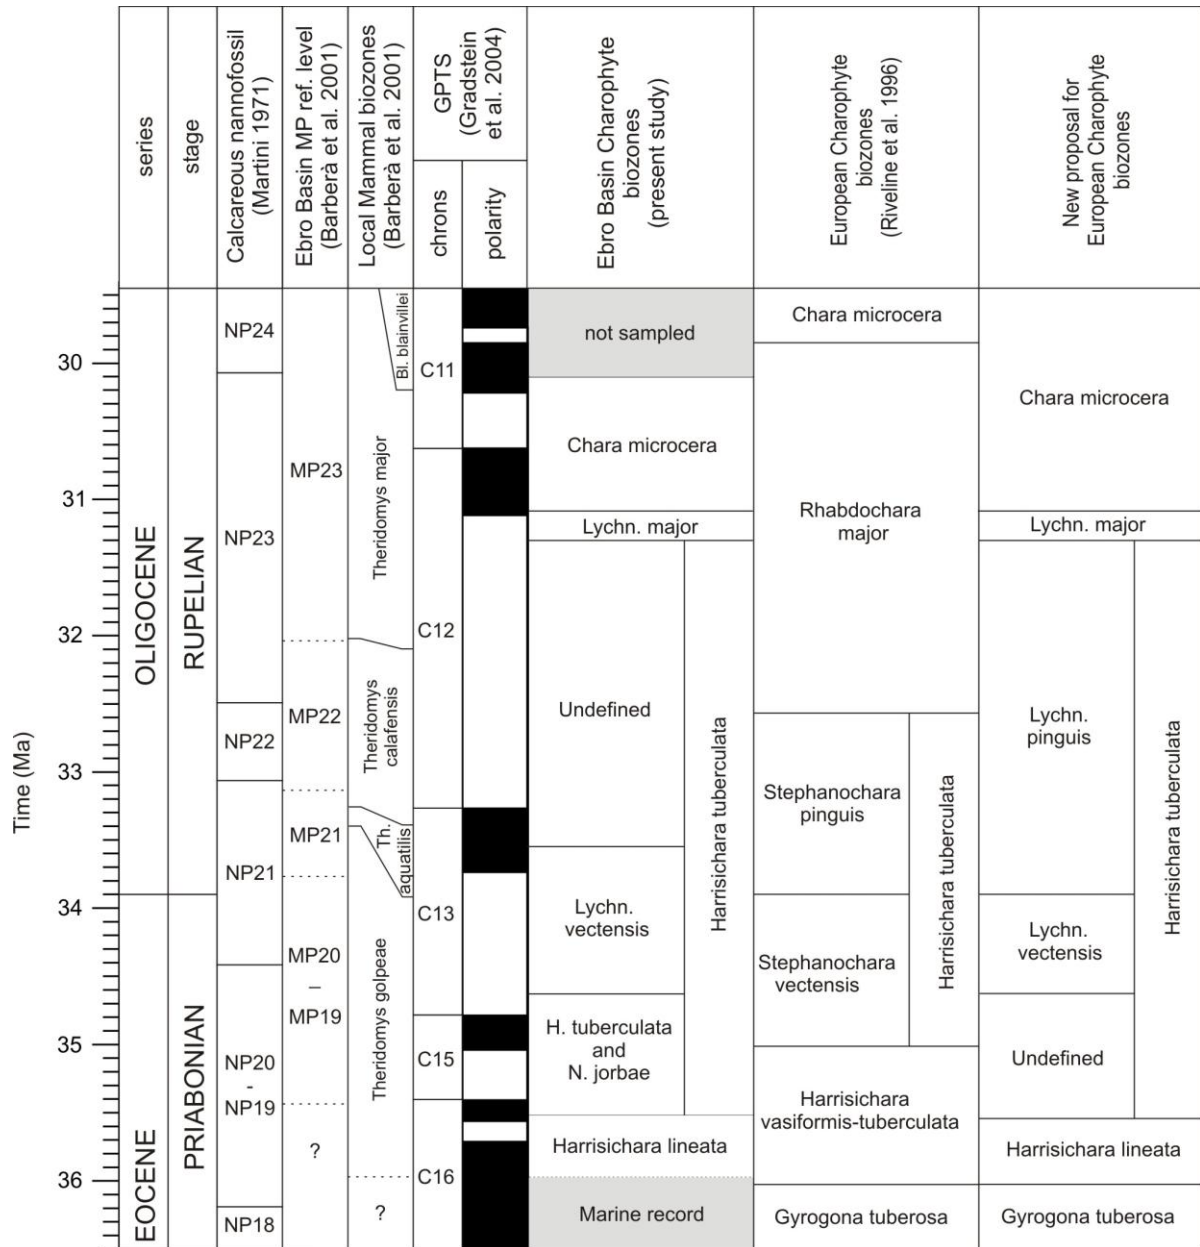 series
stage
Calcareous nannofossil
(Martini 1971)
Ebro Basin MP ref. level
(Barberà et al. 2001)
Local Mammal biozones
(Barberà et al. 2001)
GPTS
(Gradstein
et al. 2004)
chrons
polarity
Ebro Basin Charophyte
biozones
(present study)
European Charophyte
biozones
(Riveline et al. 1996)
New proposal for
European Charophyte
biozones
Time (Ma)
30
31
32
33
34
35
36
OLIGOCENE
EOCENE
RUPELIAN
PRIABONIAN
NP24
NP23
NP22
NP21
NP20
-
NP19
NP18
MP23
MP22
MP21
MP20
–
MP19
?
Bl. blainvillei
Theridomys major
Theridomys
calafensis
Th.
aquatilis
Theridomys golpeae
?
C11
C12
C13
C15
C16
not sampled
Chara microcera
Lychn. major
Undefined
Lychn.
vectensis
H. tuberculata
and
N. jorbae
Harrisichara tuberculata
Harrisichara lineata
Marine record
Chara microcera
Rhabdochara
major
Stephanochara
pinguis
Stephanochara
vectensis
Harrisichara tuberculata
Harrisichara
vasiformis-tuberculata
Gyrogona tuberosa
Chara microcera
Lychn. major
Lychn.
pinguis
Lychn.
vectensis
Undefined
Harrisichara tuberculata
Harrisichara lineata
Gyrogona tuberosa